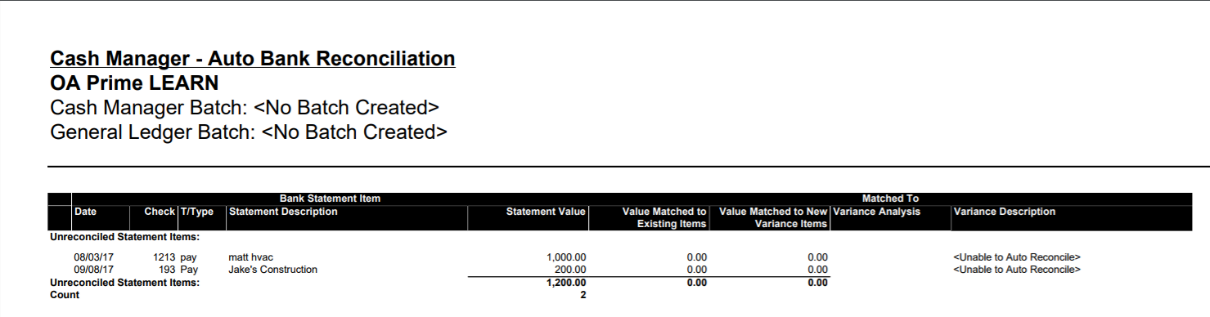 Cash Manager - Auto Bank Reconciliation
OA Prime LEARN
Cash Manager Batch: <No Batch Created>
General Ledger Batch: <No Batch Created>
Bank Statement Item Matched To
Date Check T/Type Statement Description Statement Value Value Matched to Existing Items Value Matched to New Variance Items Variance Analysis Variance Description
Unreconciled Statement Items:
08/03/17 1213 pay matt hvac 1,000.00 0.00 0.00 <Unable to Auto Reconcile>
09/08/17 193 Pay Jake's Construction 200.00 0.00 0.00 <Unable to Auto Reconcile>
Unreconciled Statement Items: 1,200.00 0.00 0.00
Count 2